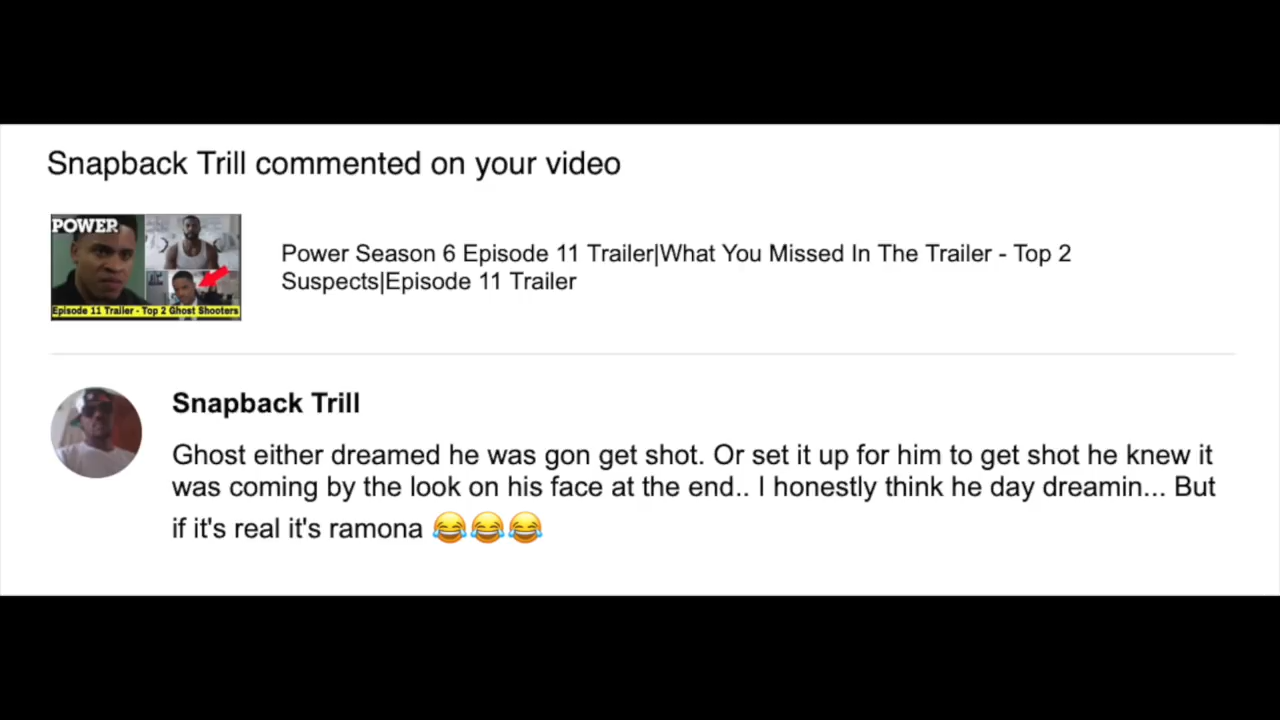 Snapback Trill commented on your video
POWER
Episode 11 Trailer - Top 2 Ghost Shooters
Power Season 6 Episode 11 Trailer|What You Missed In The Trailer - Top 2
Suspects|Episode 11 Trailer
Snapback Trill
Ghost either dreamed he was gon get shot. Or set it up for him to get shot he knew it
was coming by the look on his face at the end.. I honestly think he day dreamin... But
if it's real it's ramona 😂😂😂